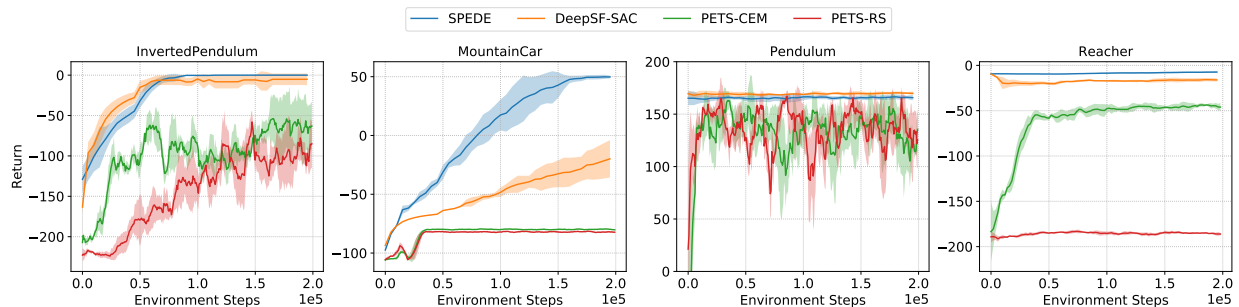 SPEDE DeepSF-SAC PETS-CEM PETS-RS
InvertedPendulum MountainCar Pendulum Reacher
Return
0
−50
−100
−150
−200
0.0 0.5 1.0 1.5 2.0
1e5
Environment Steps
50
0
−50
−100
0.0 0.5 1.0 1.5 2.0
1e5
Environment Steps
200
150
100
50
0
0.0 0.5 1.0 1.5 2.0
1e5
Environment Steps
0
−50
−100
−150
−200
0.0 0.5 1.0 1.5 2.0
1e5
Environment Steps